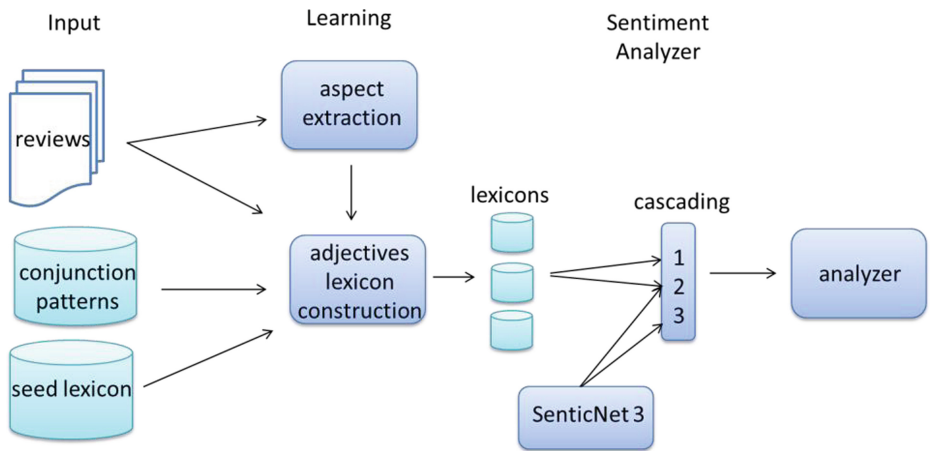 Input
Learning
Sentiment
Analyzer
reviews
aspect
extraction
conjunction
patterns
seed lexicon
adjectives
lexicon
construction
lexicons
cascading
1
2
3
SenticNet 3
analyzer